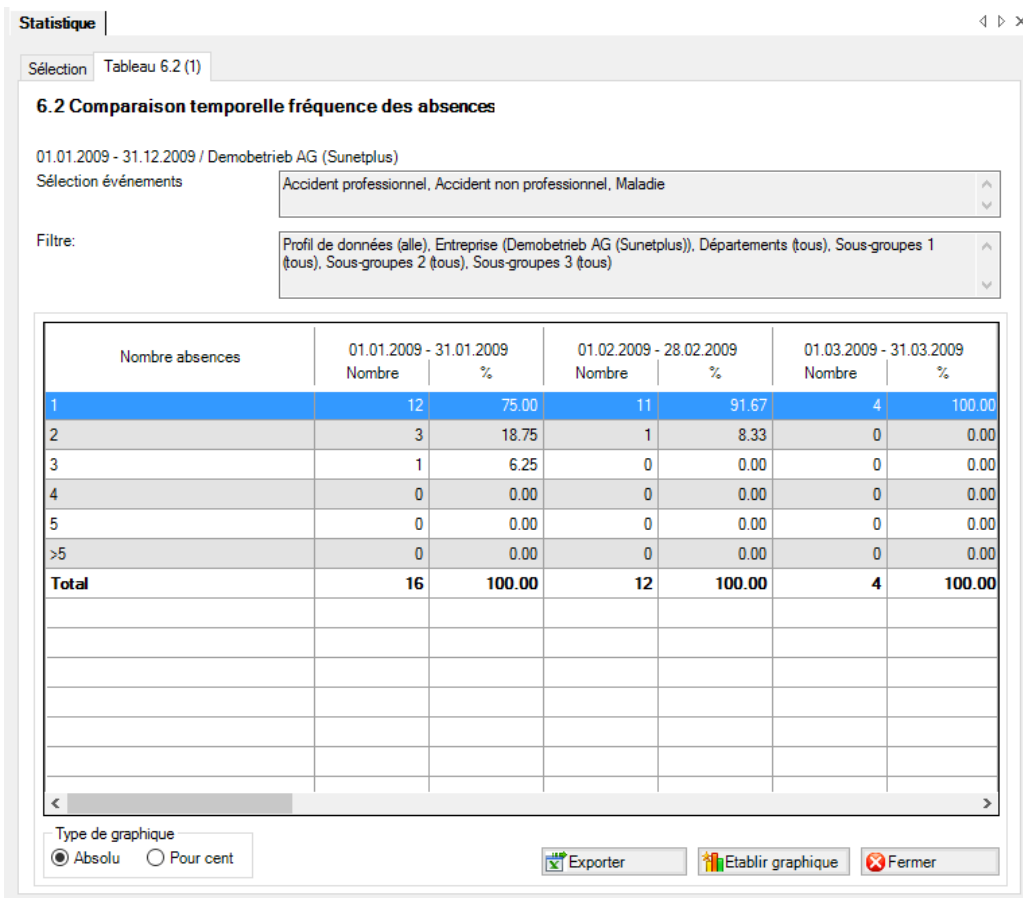 Statistique
Sélection Tableau 6.2 (1)
6.2 Comparaison temporelle fréquence des absences
01.01.2009 - 31.12.2009 / Demobetrieb AG (Sunetplus)
Sélection événements Accident professionnel, Accident non professionnel, Maladie
Filtre: Profil de données (alle), Entreprise (Demobetrieb AG (Sunetplus)), Départements (tous), Sous-groupes 1
(tous), Sous-groupes 2 (tous), Sous-groupes 3 (tous)
Nombre absences 01.01.2009 - 31.01.2009 01.02.2009 - 28.02.2009 01.03.2009 - 31.03.2009
Nombre % Nombre % Nombre %
1 12 75.00 11 91.67 4 100.00
2 3 18.75 1 8.33 0 0.00
3 1 6.25 0 0.00 0 0.00
4 0 0.00 0 0.00 0 0.00
5 0 0.00 0 0.00 0 0.00
>5 0 0.00 0 0.00 0 0.00
Total 16 100.00 12 100.00 4 100.00
Type de graphique
Absolu Pour cent Exporter Etablir graphique Fermer